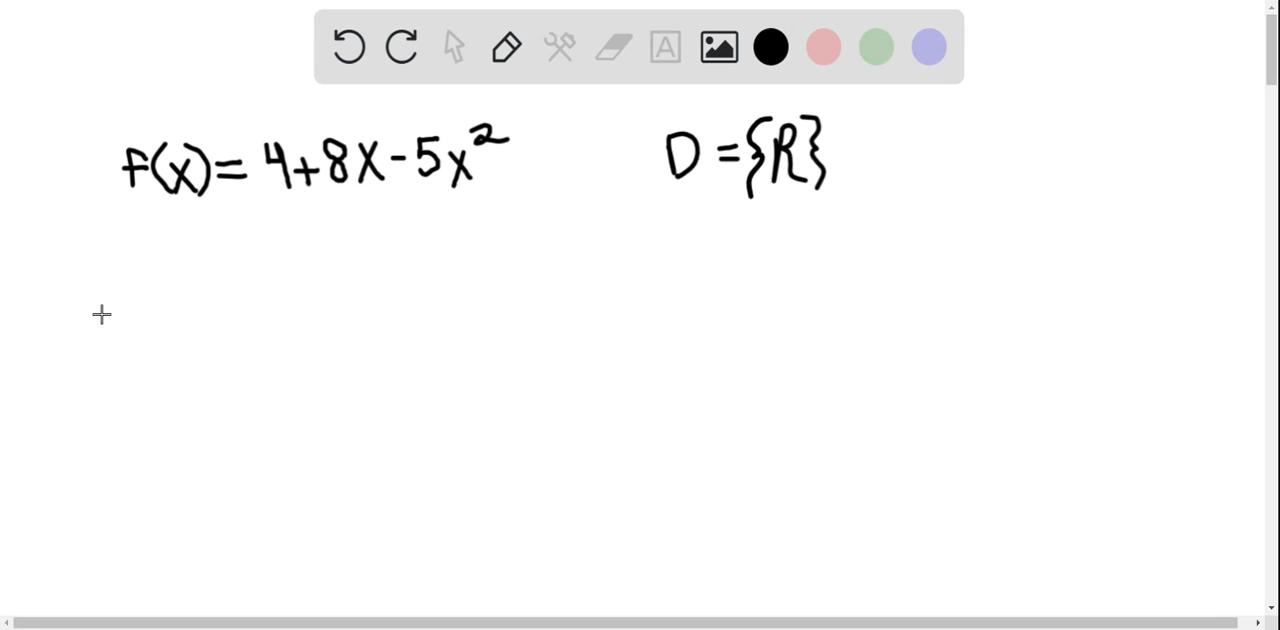 f(x)= 4+8x-5x² D ={R}